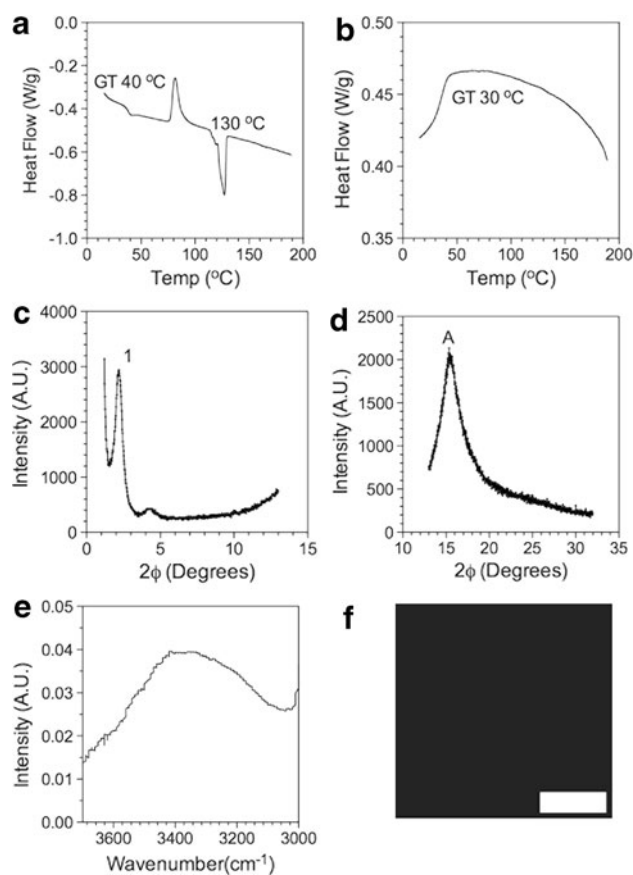 a
0.0
-0.2
-0.4
-0.6
-0.8
-1.0
Heat Flow (W/g)
GT 40 °C
130 °C
0 50 100 150 200
Temp (°C)
b
0.50
0.45
0.40
0.35
Heat Flow (W/g)
GT 30 °C
0 50 100 150 200
Temp (°C)
c
4000
3000
2000
1000
0
Intensity (A.U.)
1
0 5 10 15
2ϕ (Degrees)
d
2500
2000
1500
1000
500
0
Intensity (A.U.)
A
10 20 30 40
2ϕ (Degrees)
e
0.05
0.04
0.03
0.02
0.01
0.00
Intensity (A.U.)
3600 3400 3200 3000
Wavenumber(cm⁻¹)
f